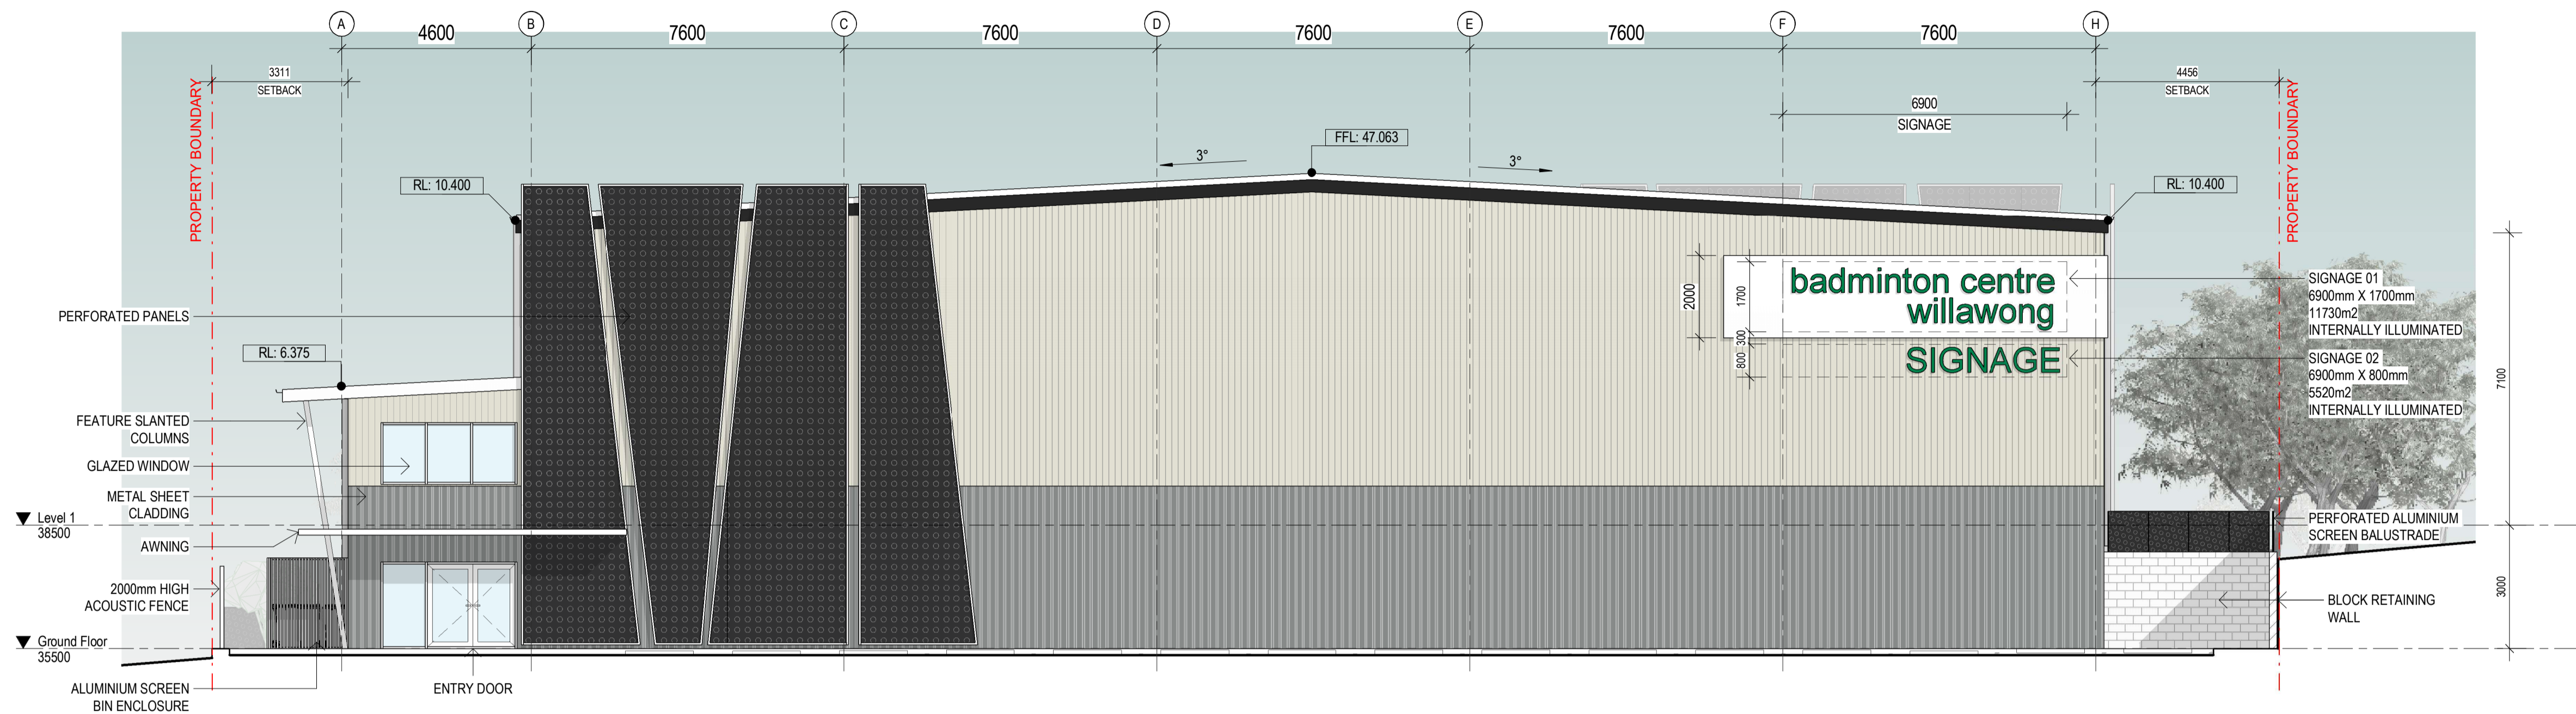 A
B
C
D
E
F
H
4600
7600
7600
7600
7600
7600
3311
SETBACK
4456
SETBACK
PROPERTY BOUNDARY
PROPERTY BOUNDARY
6900
SIGNAGE
FFL: 47.063
3°
3°
RL: 10.400
RL: 10.400
badminton centre
willawong
SIGNAGE
2000
1700
300
800
SIGNAGE 01
6900mm X 1700mm
11730m2
INTERNALLY ILLUMINATED
SIGNAGE 02
6900mm X 800mm
5520m2
INTERNALLY ILLUMINATED
PERFORATED PANELS
RL: 6.375
7100
FEATURE SLANTED
COLUMNS
GLAZED WINDOW
METAL SHEET
CLADDING
Level 1
38500
AWNING
PERFORATED ALUMINIUM
SCREEN BALUSTRADE
2000mm HIGH
ACOUSTIC FENCE
3000
BLOCK RETAINING
WALL
Ground Floor
35500
ALUMINIUM SCREEN
BIN ENCLOSURE
ENTRY DOOR